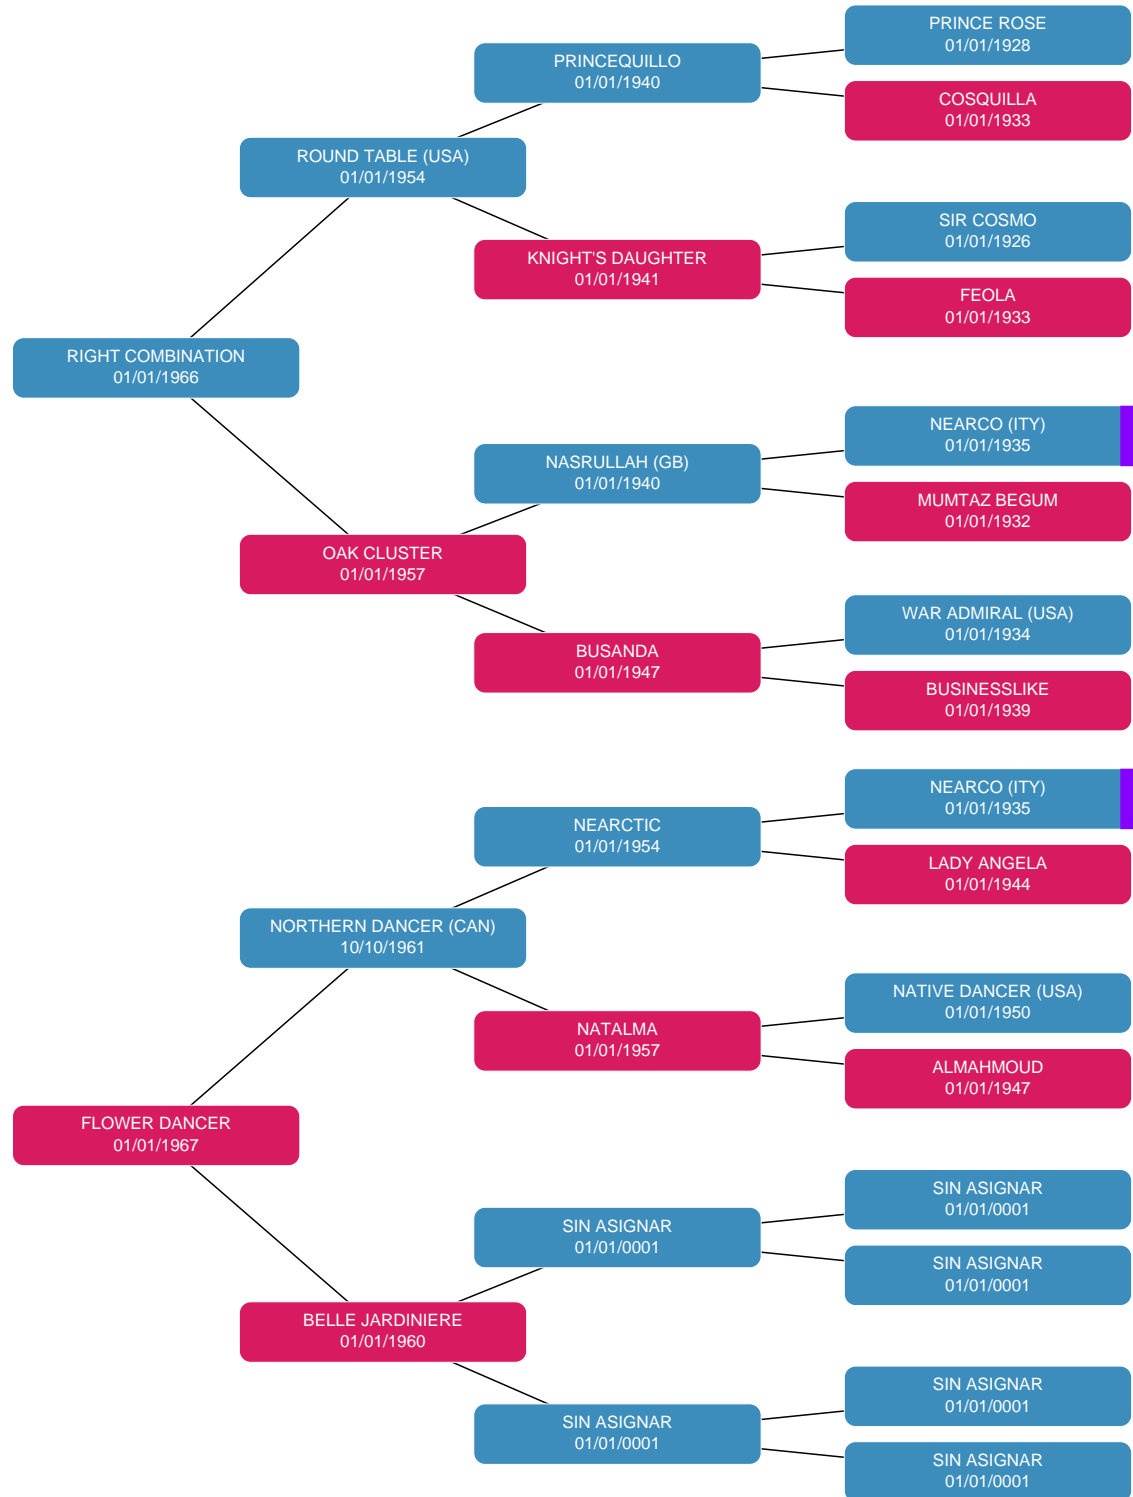 PRINCE ROSE
01/01/1928
PRINCEQUILLO
01/01/1940
COSQUILLA
01/01/1933
ROUND TABLE (USA)
01/01/1954
SIR COSMO
01/01/1926
KNIGHT'S DAUGHTER
01/01/1941
FEOLA
01/01/1933
RIGHT COMBINATION
01/01/1966
NEARCO (ITY)
01/01/1935
NASRULLAH (GB)
01/01/1940
MUMTAZ BEGUM
01/01/1932
OAK CLUSTER
01/01/1957
WAR ADMIRAL (USA)
01/01/1934
BUSANDA
01/01/1947
BUSINESSLIKE
01/01/1939
NEARCO (ITY)
01/01/1935
NEARCTIC
01/01/1954
LADY ANGELA
01/01/1944
NORTHERN DANCER (CAN)
10/10/1961
NATIVE DANCER (USA)
01/01/1950
NATALMA
01/01/1957
ALMAHMOUD
01/01/1947
FLOWER DANCER
01/01/1967
SIN ASIGNAR
01/01/0001
SIN ASIGNAR
01/01/0001
SIN ASIGNAR
01/01/0001
BELLE JARDINIERE
01/01/1960
SIN ASIGNAR
01/01/0001
SIN ASIGNAR
01/01/0001
SIN ASIGNAR
01/01/0001